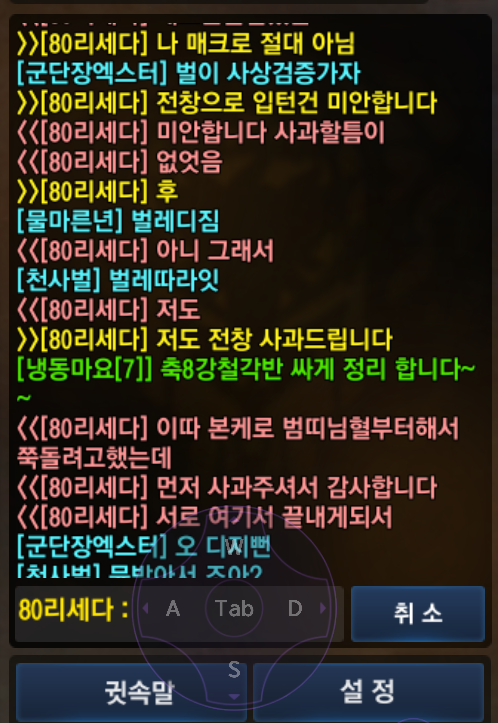 >>[80리세다] 나 매크로 절대 아님
[군단장엑스터] 벌이 사상검증가자
>>[80리세다] 전창으로 입턴건 미안합니다
<<[80리세다] 미안합니다 사과할틈이
<<[80리세다] 없엇음
>>[80리세다] 후
[물마른년] 벌레디짐
<<[80리세다] 아니 그래서
[천사벌] 벌레따라잇
<<[80리세다] 저도
>>[80리세다] 저도 전창 사과드립니다
[냉동마요[7]] 축8강철각반 싸게 정리 합니다~
~
<<[80리세다] 이따 본케로 범띠님혈부터해서
쭉돌려고했는데
<<[80리세다] 먼저 사과주셔서 감사합니다
<<[80리세다] 서로 여기서 끝내게되서
[군단장엑스터] 오 디지뻔
[천사벌]
80리세다 :
취 소
W
A
Tab
D
S
귓속말
설 정